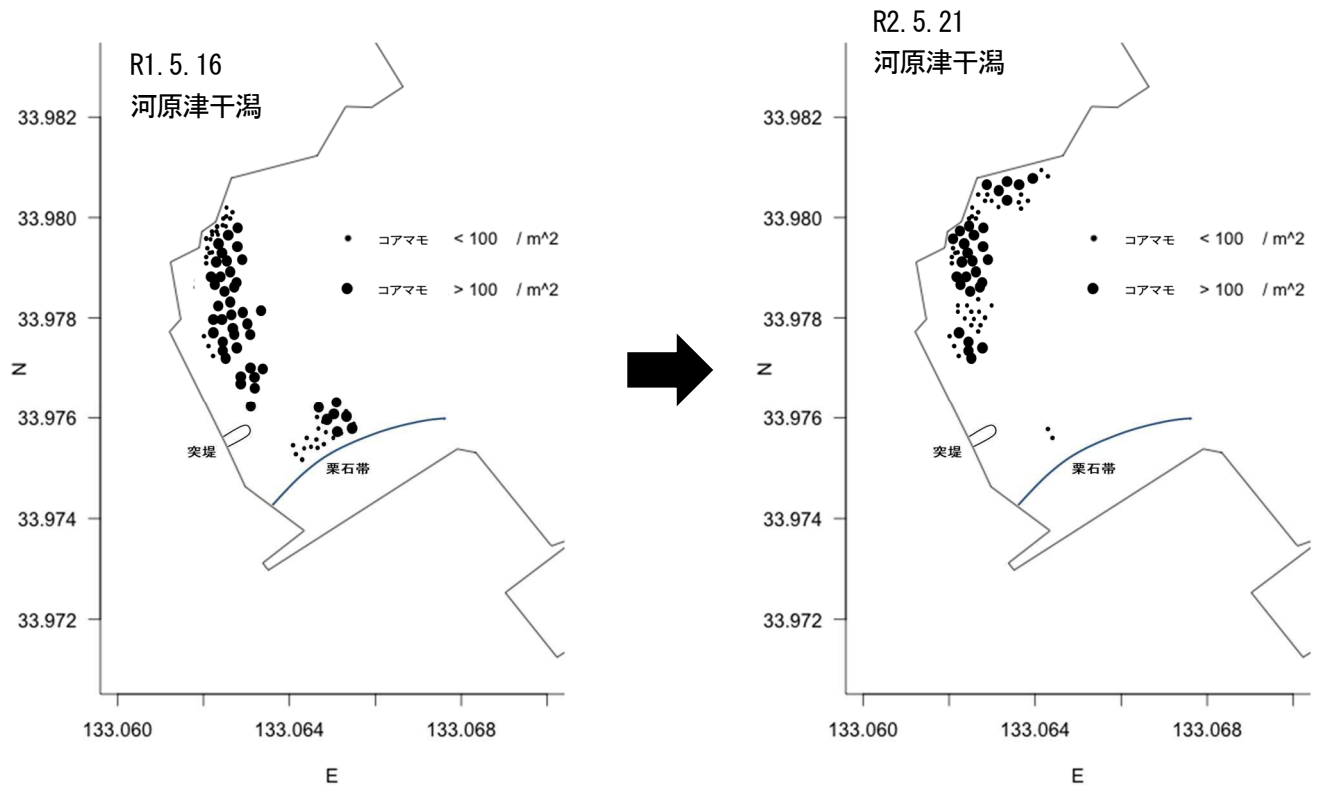 R1.5.16
河原津干潟
33.982
33.980
33.978
33.976
33.974
33.972
N
コアマモ < 100 / m^2
コアマモ > 100 / m^2
突堤
栗石帯
133.060 133.064 133.068
E
R2.5.21
河原津干潟
33.982
33.980
33.978
33.976
33.974
33.972
N
コアマモ < 100 / m^2
コアマモ > 100 / m^2
突堤
栗石帯
133.060 133.064 133.068
E